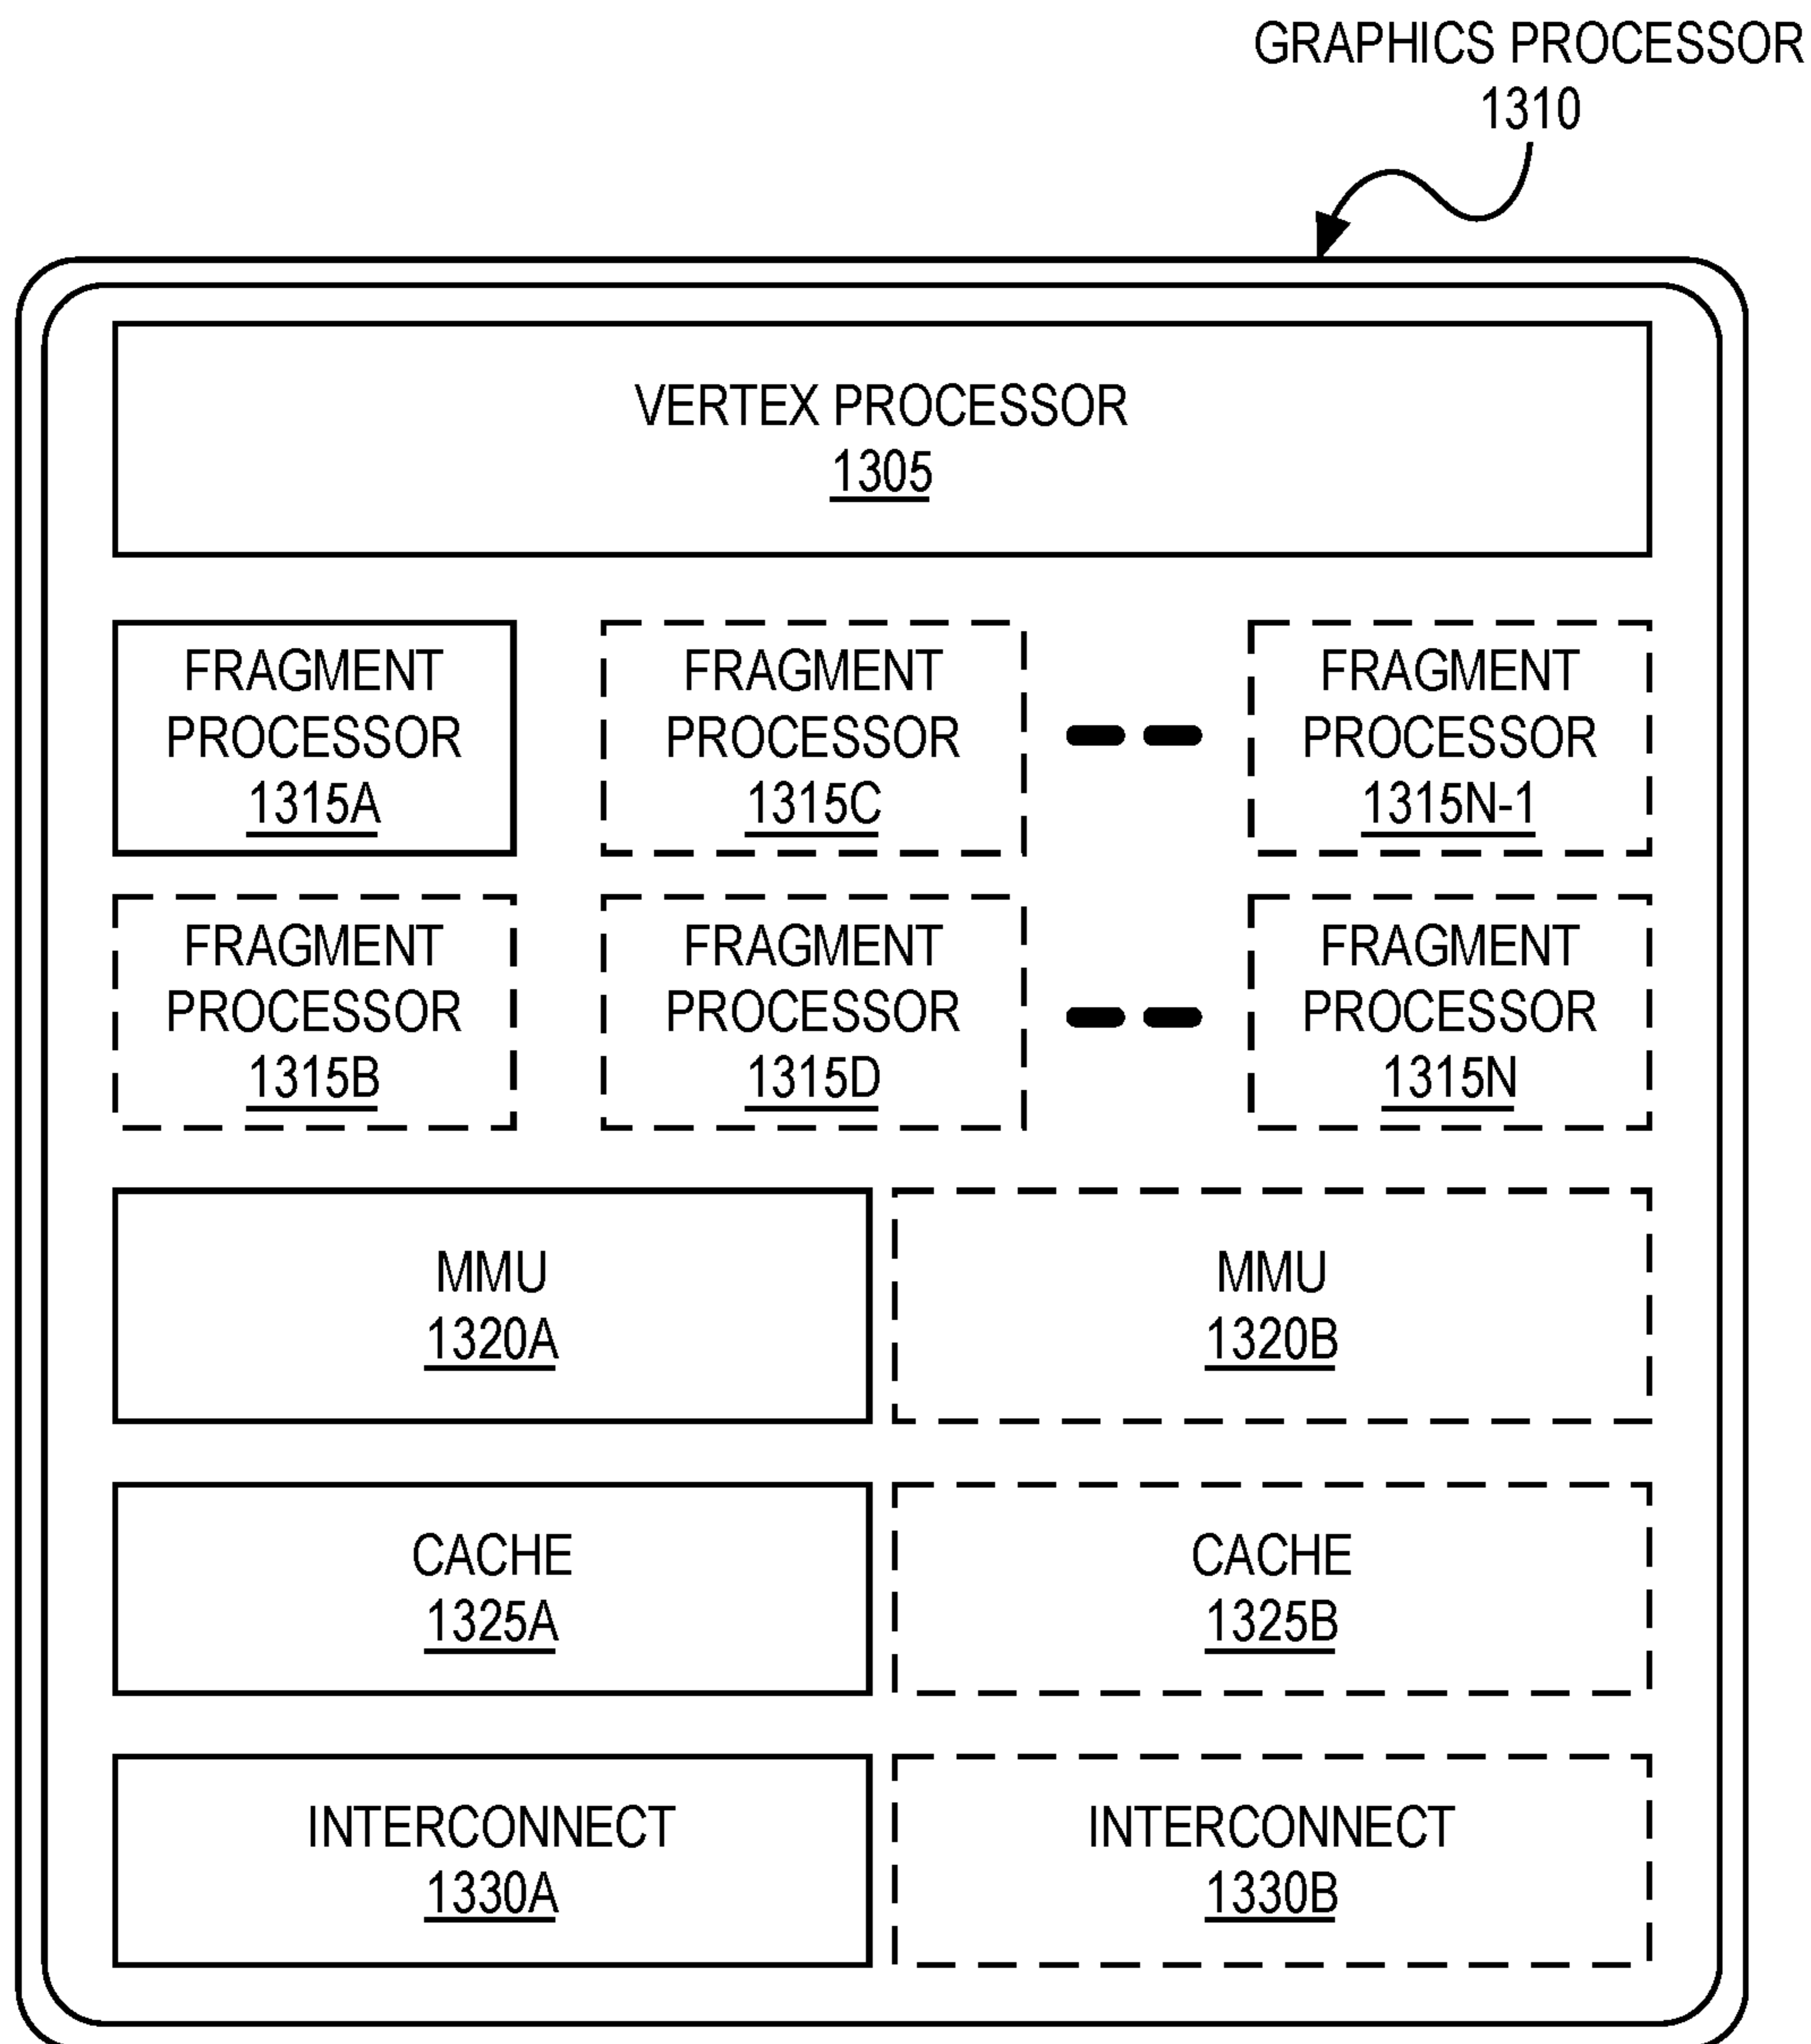 GRAPHICS PROCESSOR
1310
VERTEX PROCESSOR
1305
FRAGMENT
PROCESSOR
1315A
FRAGMENT
PROCESSOR
1315C
FRAGMENT
PROCESSOR
1315N-1
FRAGMENT
PROCESSOR
1315B
FRAGMENT
PROCESSOR
1315D
FRAGMENT
PROCESSOR
1315N
MMU
1320A
MMU
1320B
CACHE
1325A
CACHE
1325B
INTERCONNECT
1330A
INTERCONNECT
1330B